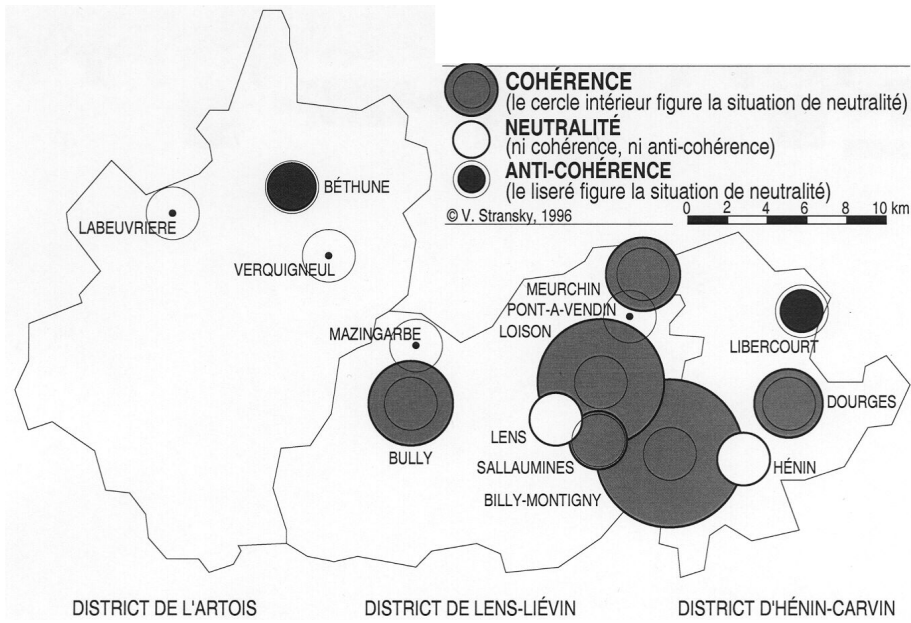 COHÉRENCE
(le cercle intérieur figure la situation de neutralité)
NEUTRALITÉ
(ni cohérence, ni anti-cohérence)
ANTI-COHÉRENCE
(le liseré figure la situation de neutralité)
© V. Stransky, 1996
0 2 4 6 8 10 km
BÉTHUNE
LABEUVRIERE
VERQUIGNEUL
MEURCHIN
PONT-A-VENDIN
MAZINGARBE
LOISON
LIBERCOURT
DOURGES
LENS
BULLY
SALLAUMINES
HÉNIN
BILLY-MONTIGNY
DISTRICT DE L'ARTOIS
DISTRICT DE LENS-LIÉVIN
DISTRICT D'HÉNIN-CARVIN